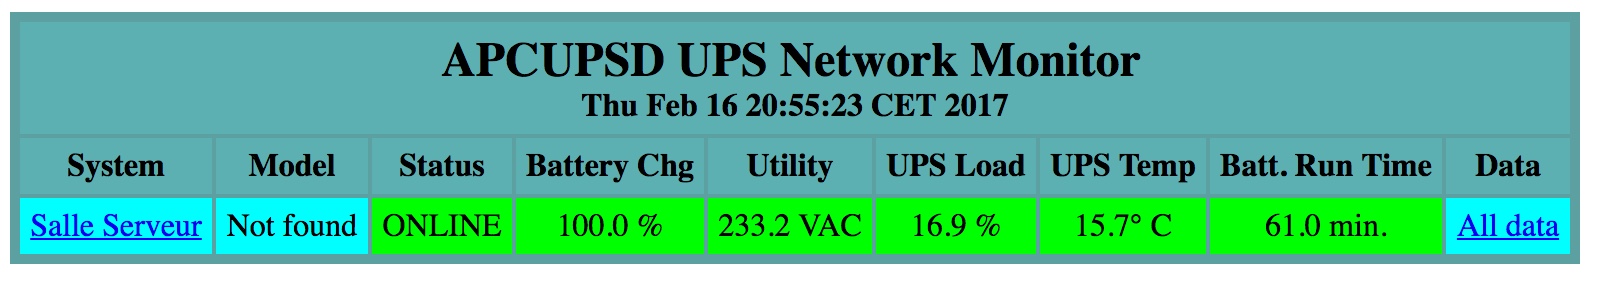 APCUPSD UPS Network Monitor
Thu Feb 16 20:55:23 CET 2017
System Model Status Battery Chg Utility UPS Load UPS Temp Batt. Run Time Data
Salle Serveur Not found ONLINE 100.0 % 233.2 VAC 16.9 % 15.7° C 61.0 min. All data